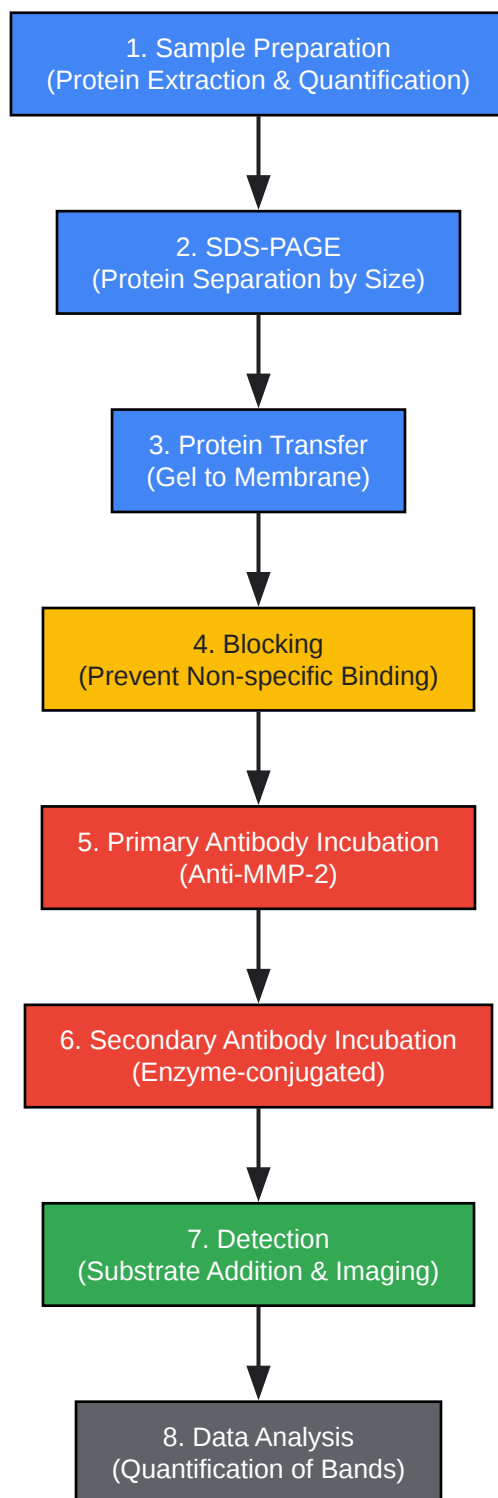 1. Sample Preparation
(Protein Extraction & Quantification)
2. SDS-PAGE
(Protein Separation by Size)
3. Protein Transfer
(Gel to Membrane)
4. Blocking
(Prevent Non-specific Binding)
5. Primary Antibody Incubation
(Anti-MMP-2)
6. Secondary Antibody Incubation
(Enzyme-conjugated)
7. Detection
(Substrate Addition & Imaging)
8. Data Analysis
(Quantification of Bands)